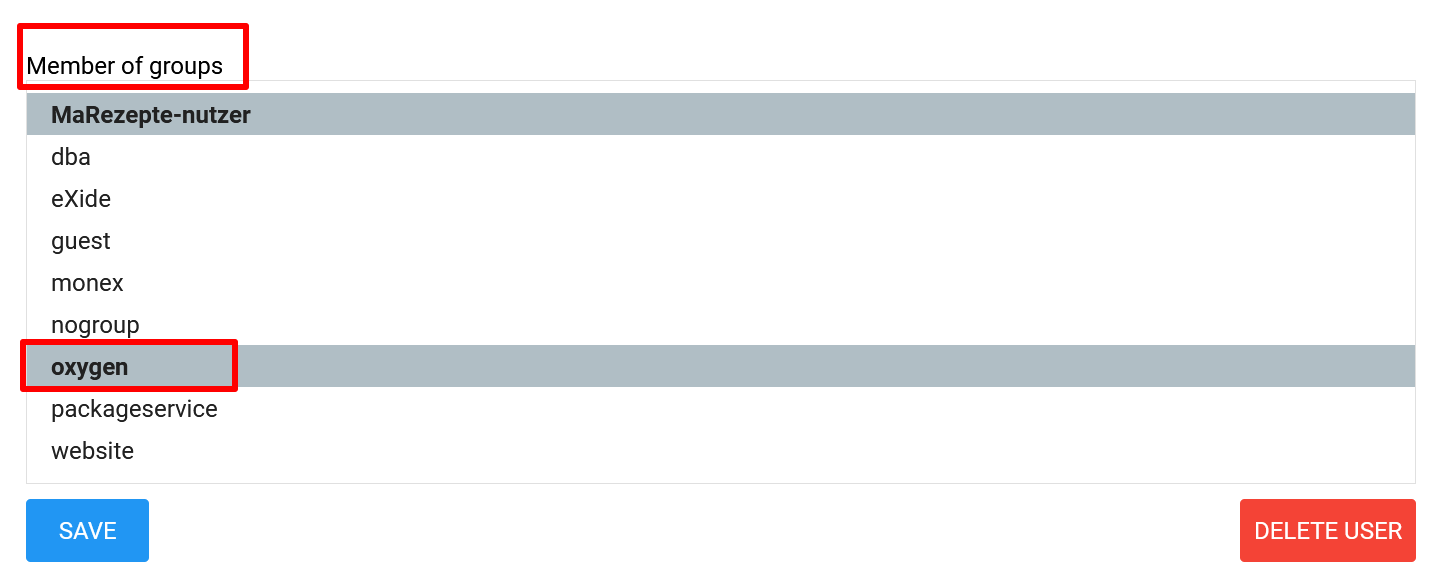 Member of groups
MaRezepte-nutzer
dba
eXide
guest
monex
nogroup
oxygen
packageservice
website
SAVE
DELETE USER